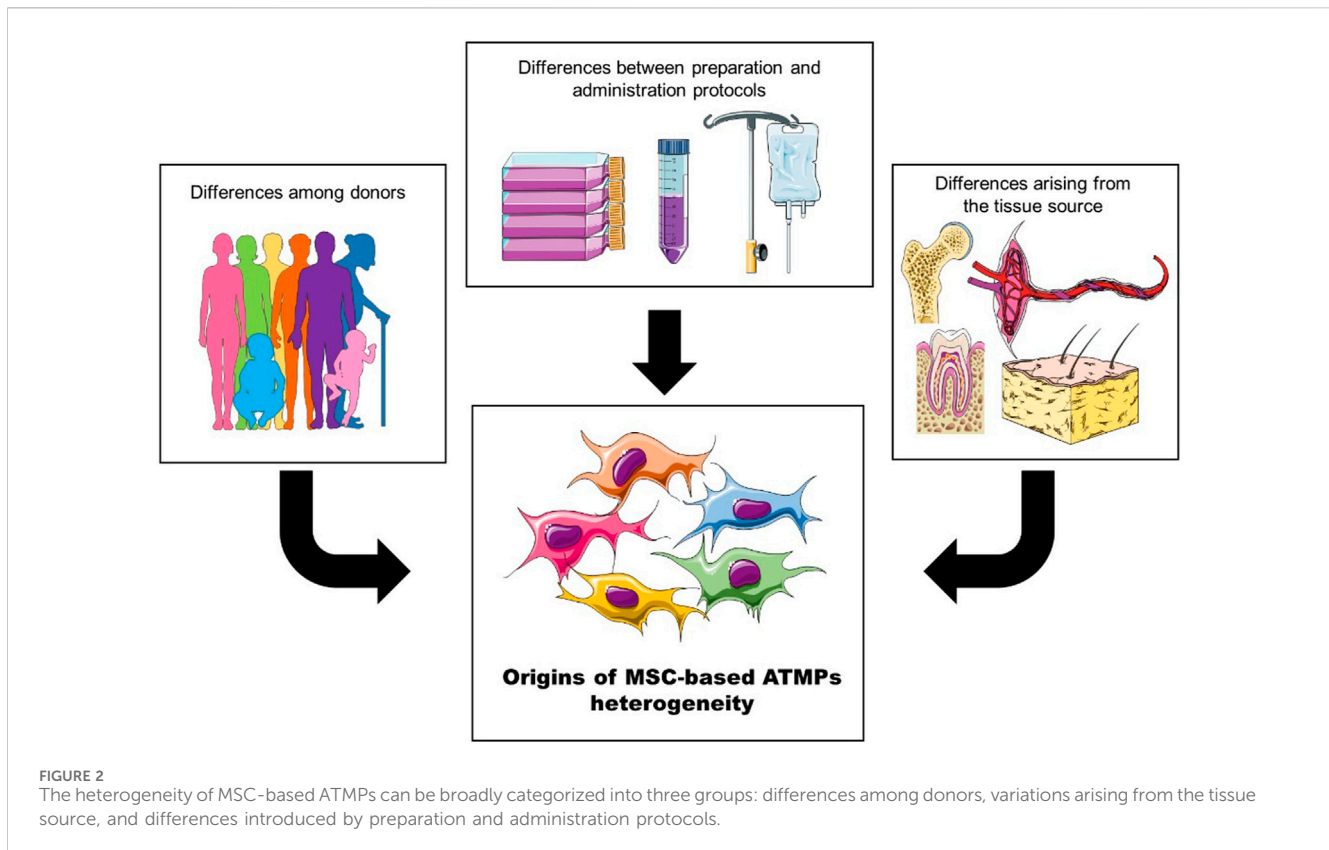 Differences between preparation and
administration protocols
Differences among donors
Differences arising from
the tissue source
Origins of MSC-based ATMPs
heterogeneity
FIGURE 2
The heterogeneity of MSC-based ATMPs can be broadly categorized into three groups: differences among donors, variations arising from the tissue
source, and differences introduced by preparation and administration protocols.